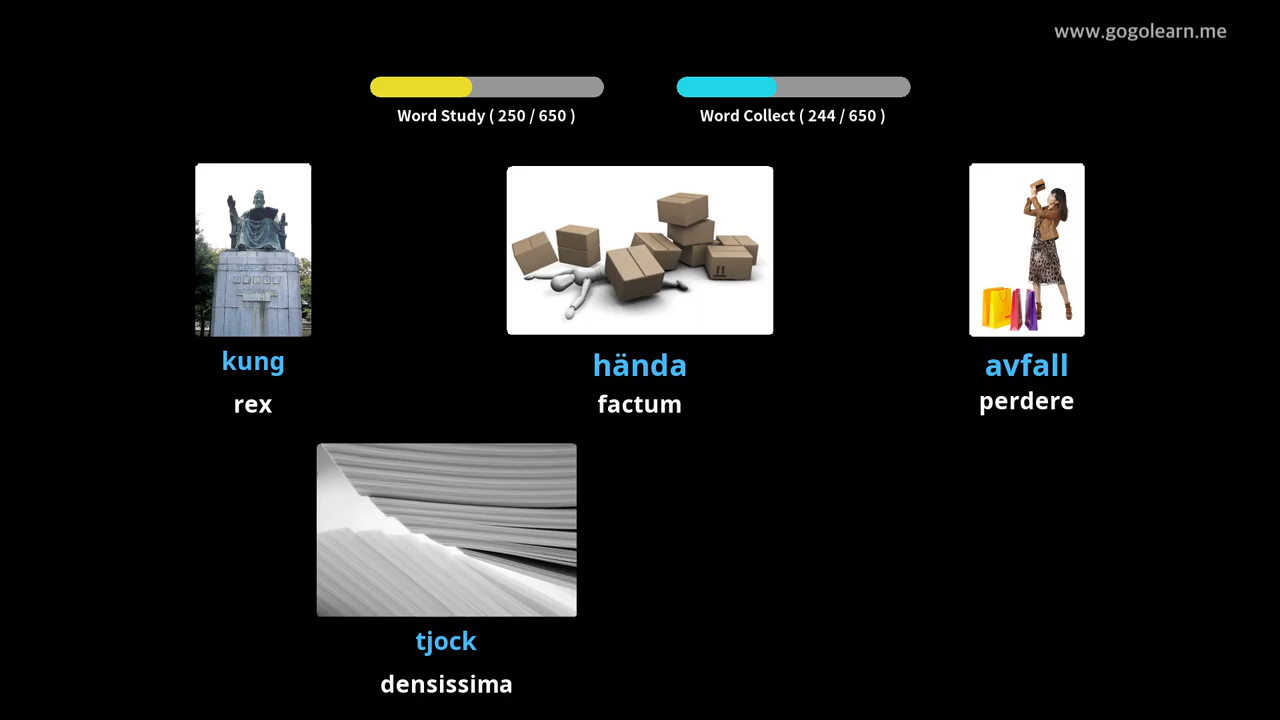 www.gogolearn.me
Word Study ( 250 / 650 )
Word Collect ( 244 / 650 )
kung
rex
hända
factum
avfall
perdere
tjock
densissima